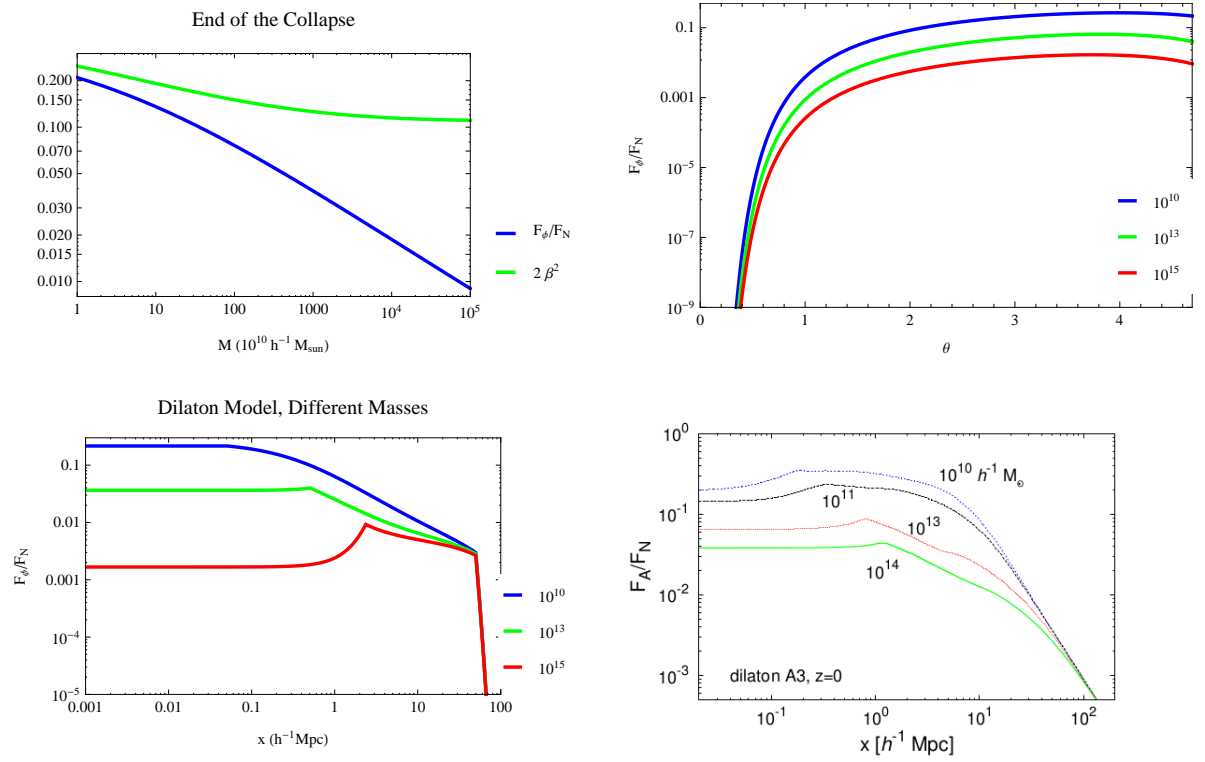 End of the Collapse
0.200
0.150
0.100
0.070
0.050
0.030
0.020
0.015
0.010
1 10 100 1000 10⁴ 10⁵
M (10¹⁰ h⁻¹ M_sun)
F_ϕ/F_N
2 β²
0.1
0.001
10⁻⁵
10⁻⁷
10⁻⁹
F_ϕ/F_N
0 1 2 3 4
θ
10¹⁰
10¹³
10¹⁵
Dilaton Model, Different Masses
0.1
0.01
0.001
10⁻⁴
10⁻⁵
F_ϕ/F_N
0.001 0.01 0.1 1 10 100
x (h⁻¹Mpc)
10¹⁰
10¹³
10¹⁵
10⁰
10⁻¹
10⁻²
10⁻³
F_A/F_N
10¹⁰ h⁻¹ M_⊙
10¹¹
10¹³
10¹⁴
dilaton A3, z=0
10⁻¹ 10⁰ 10¹ 10²
x [h⁻¹ Mpc]